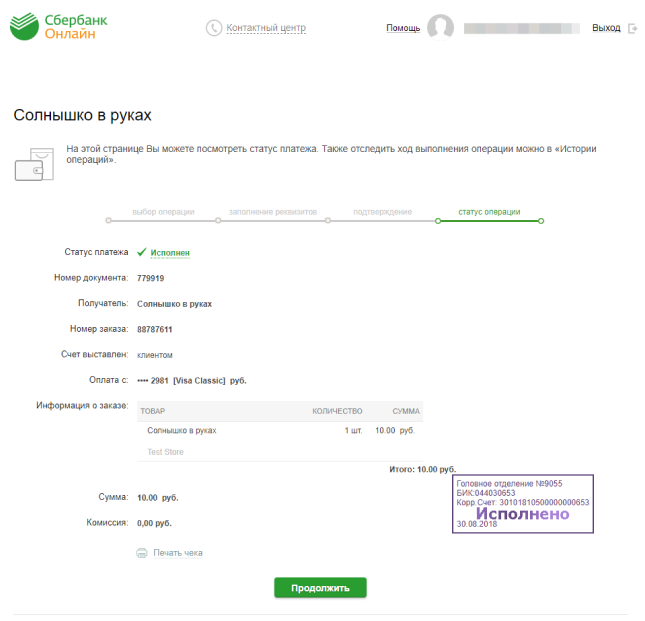 Сбербанк
Онлайн
Контактный центр
Помощь
Выход
Солнышко в руках
На этой странице Вы можете посмотреть статус платежа. Также отследить ход выполнения операции можно в «Истории
операций».
выбор операции заполнение реквизитов подтверждение статус операции
Статус платежа Исполнен
Номер документа: 779919
Получатель: Солнышко в руках
Номер заказа: 88787611
Счет выставлен: клиентом
Оплата с: •••• 2981 [Visa Classic] руб.
Информация о заказе:
ТОВАР КОЛИЧЕСТВО СУММА
Солнышко в руках 1 шт. 10.00 руб.
Test Store
Итого: 10.00 руб.
Головное отделение №9055
БИК:044030653
Корр.Счет: 30101810500000000653
Исполнено
30.08.2018
Сумма: 10.00 руб.
Комиссия: 0,00 руб.
Печать чека
Продолжить